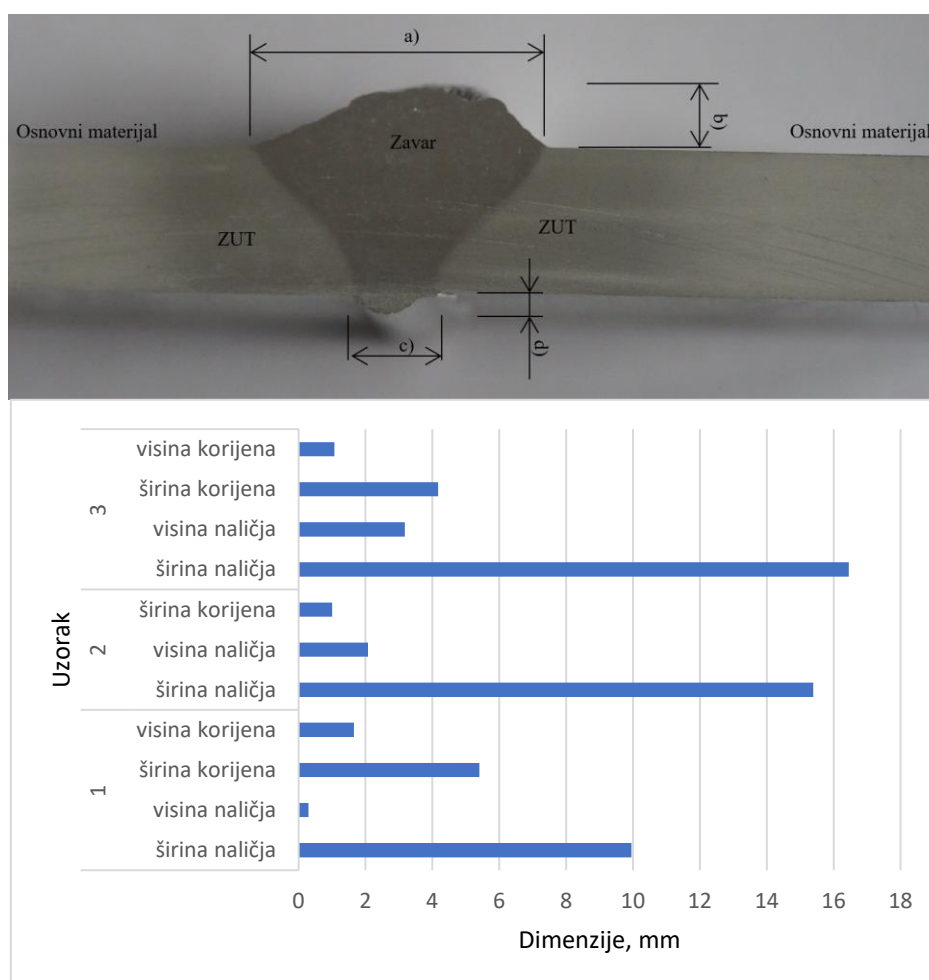 a)
b)
Osnovni materijal
Zavar
Osnovni materijal
ZUT
ZUT
d)
c)
Uzorak
3
visina korijena
širina korijena
visina naličja
širina naličja
2
širina korijena
visina naličja
širina naličja
1
visina korijena
širina korijena
visina naličja
širina naličja
0 2 4 6 8 10 12 14 16 18
Dimenzije, mm